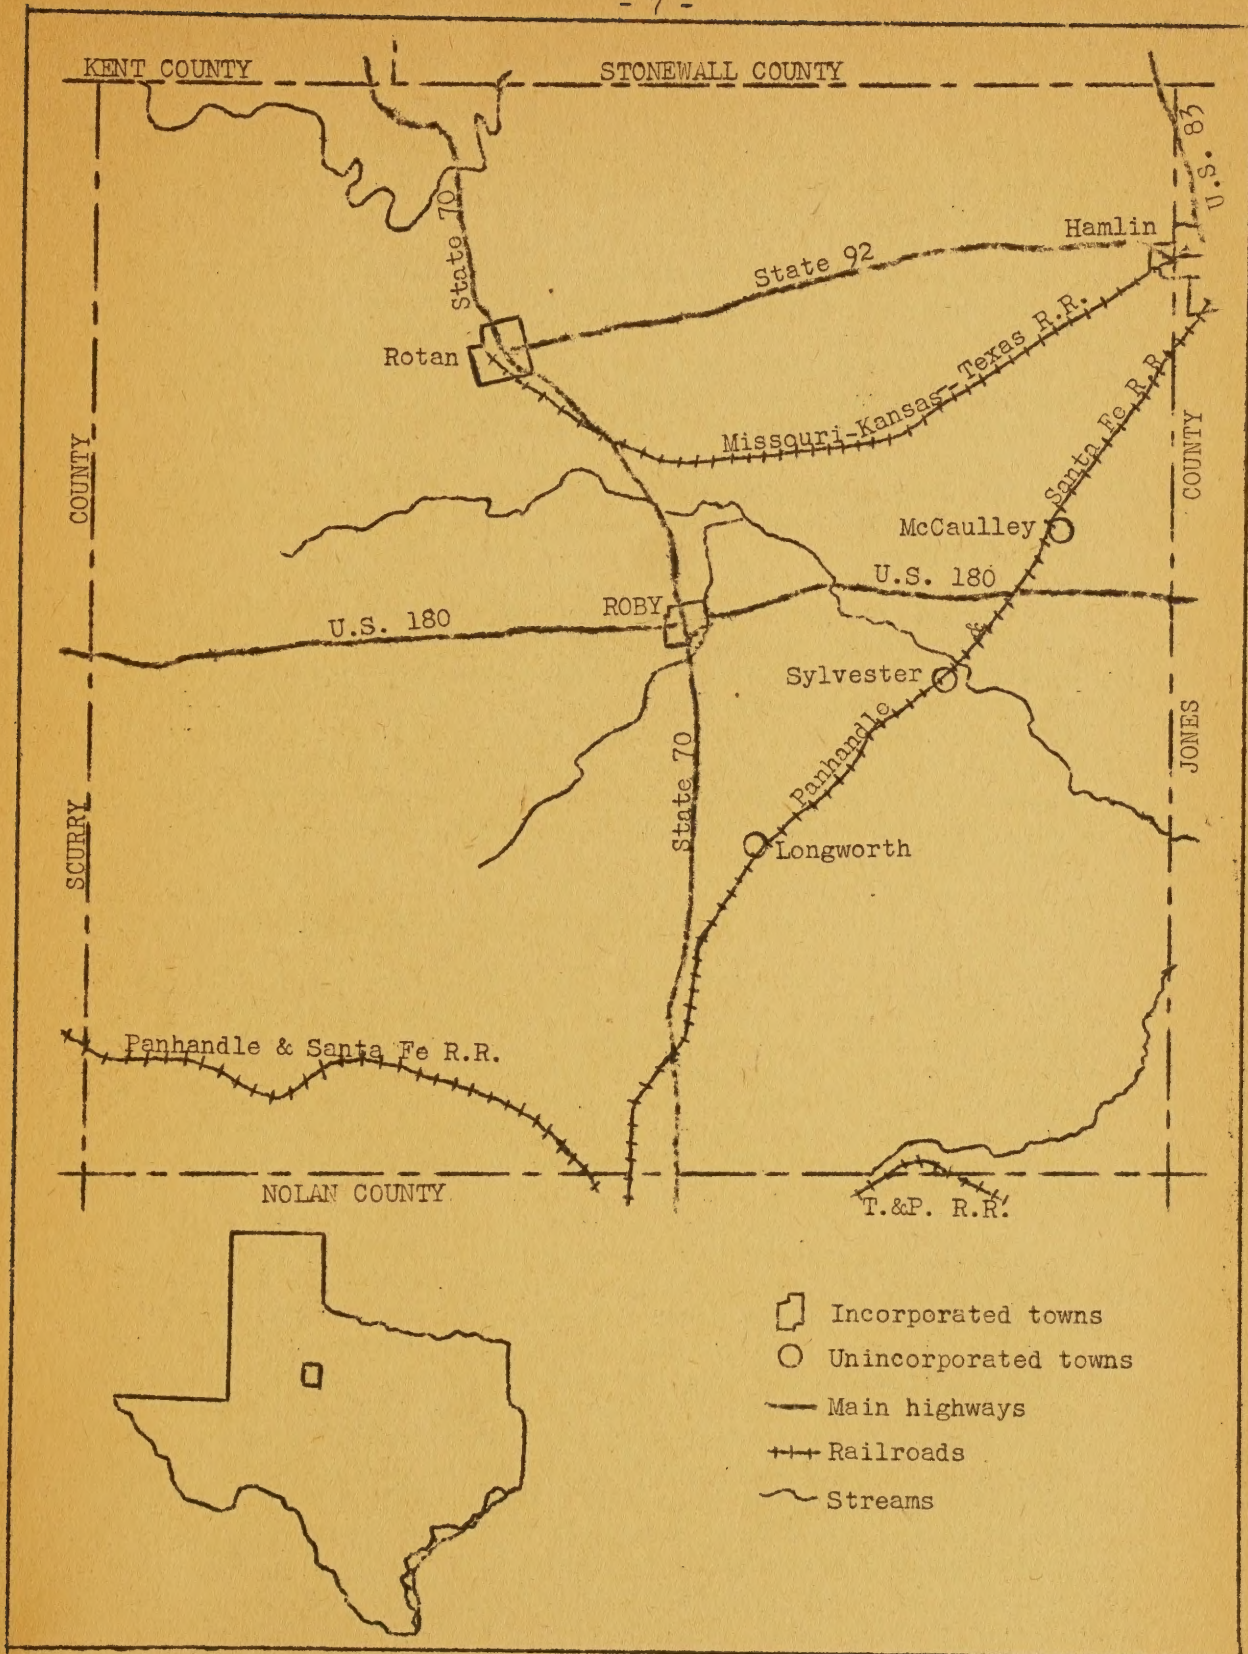 - 7 -
KENT COUNTY
STONEWALL COUNTY
U.S. 83
State 70
Hamlin
State 92
Rotan
Missouri-Kansas-Texas R.R.
Panhandle & Santa Fe R.R.
SCURRY COUNTY
JONES COUNTY
McCaulley
U.S. 180
ROBY
U.S. 180
Sylvester
State 70
Longworth
Panhandle & Santa Fe R.R.
NOLAN COUNTY
T.&P. R.R.
Incorporated towns
Unincorporated towns
Main highways
Railroads
Streams